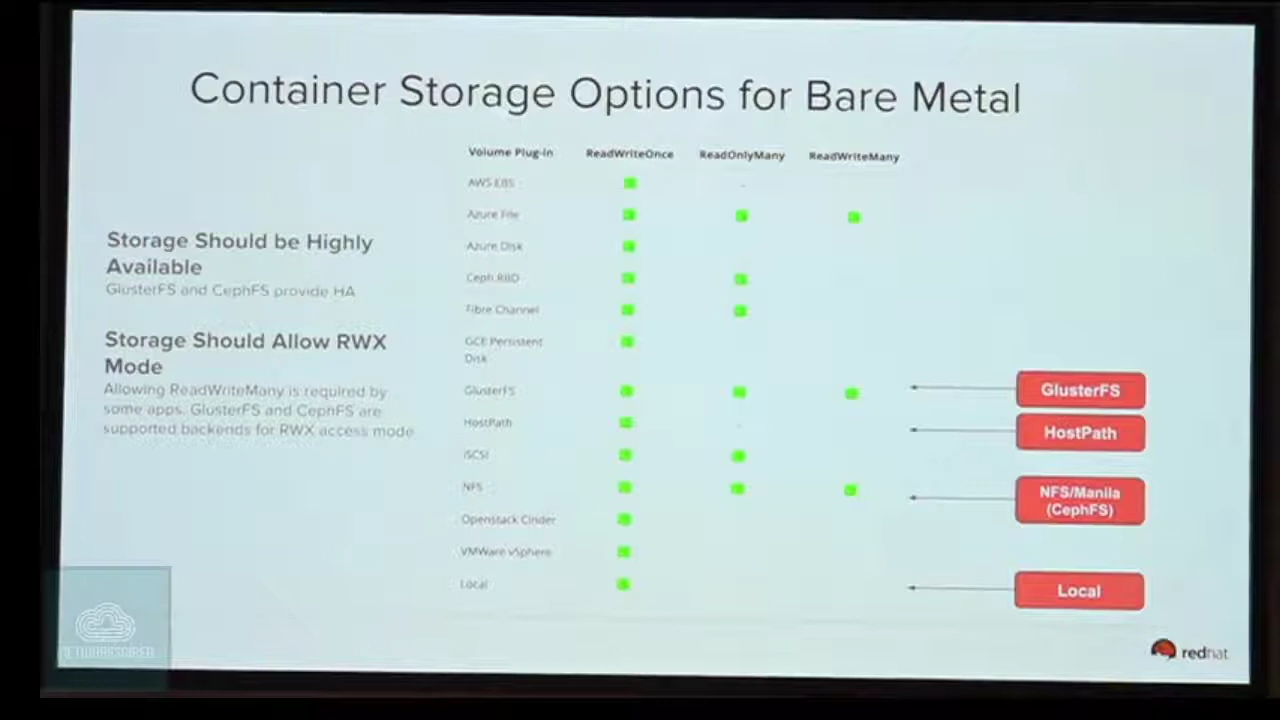 Container Storage Options for Bare Metal
Storage Should be Highly
Available
GlusterFS and CephFS provide HA
Storage Should Allow RWX
Mode
Allowing ReadWriteMany is required by
some apps. GlusterFS and CephFS are
supported backends for RWX access mode
Volume Plug-in ReadWriteOnce ReadOnlyMany ReadWriteMany
AWS EBS
Azure File
Azure Disk
Ceph RBD
Fibre Channel
GCE Persistent
Disk
GlusterFS
HostPath
iSCSI
NFS
Openstack Cinder
VMWare vSphere
Local
GlusterFS
HostPath
NFS/Manila
(CephFS)
Local
redhat